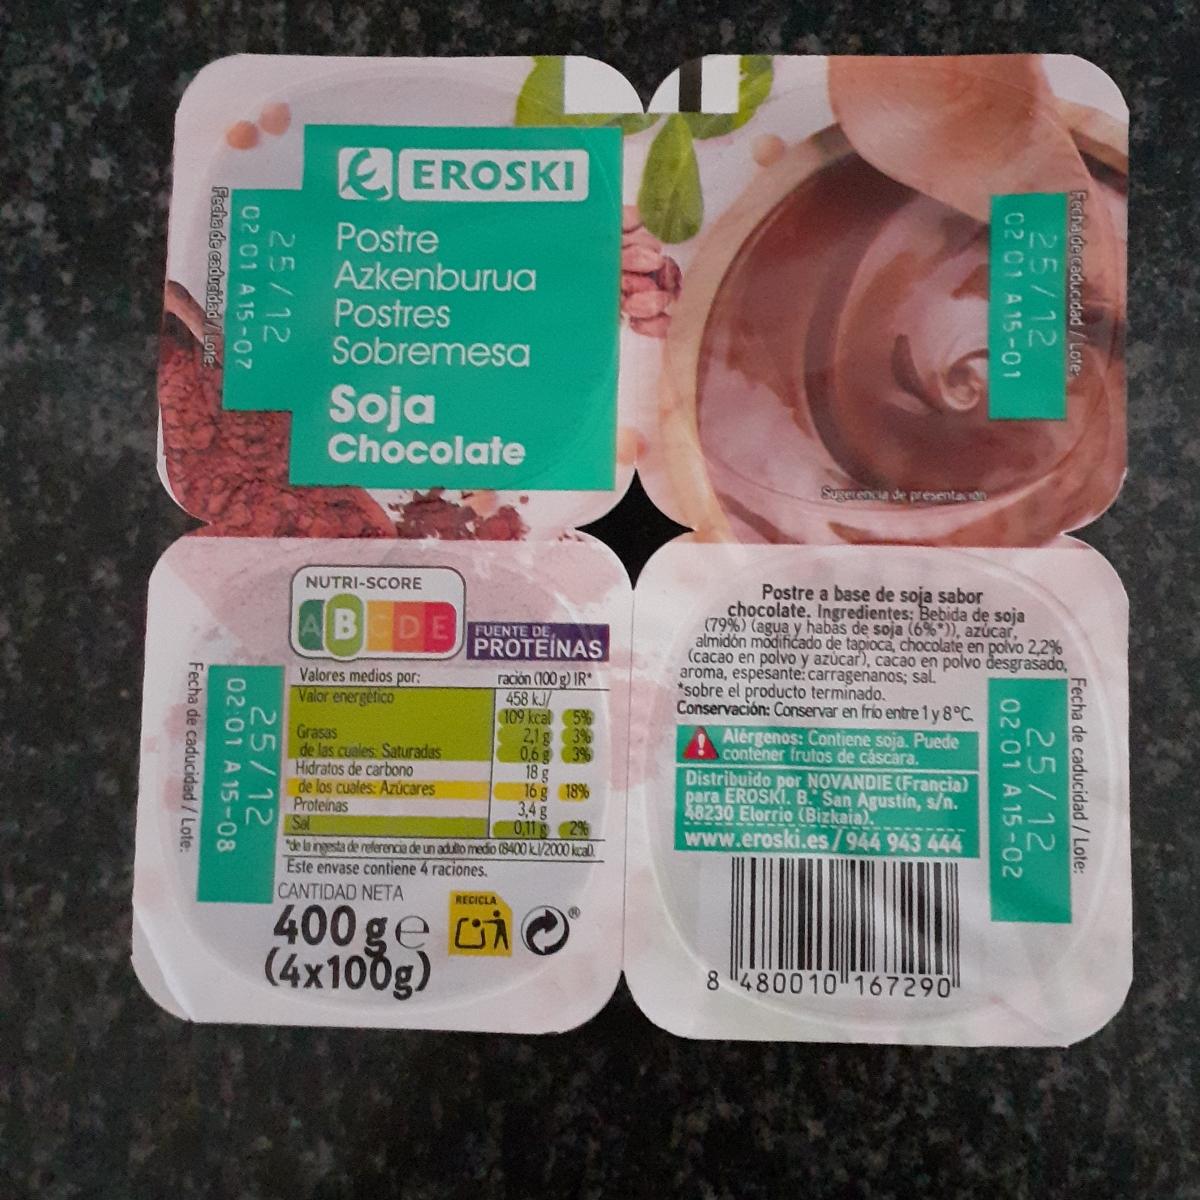 EROSKI
Postre
Azkenburua
Postres
Sobremesa
Soja
Chocolate
Fecha de caducidad / Lote:
25/12
02:01 A15-07
Sugerencia de presentación
Fecha de caducidad / Lote:
25/12
02:01 A15-01
NUTRI-SCORE
A B C D E
FUENTE DE
PROTEÍNAS
Valores medios por: ración (100 g) IR*
Valor energético 458 kJ/
109 kcal 5%
Grasas 2,1 g 3%
de las cuales: Saturadas 0,6 g 3%
Hidratos de carbono 18 g
de los cuales: Azúcares 16 g 18%
Proteínas 3,4 g
Sal 0,11 g 2%
*de la ingesta de referencia de un adulto medio (8400 kJ/2000 kcal).
Este envase contiene 4 raciones.
CANTIDAD NETA
400 g e
(4x100g)
RECICLA
®
Fecha de caducidad / Lote:
25/12
02:01 A15-08
Postre a base de soja sabor
chocolate. Ingredientes: Bebida de soja
(79%) (agua y habas de soja (6%*)), azúcar,
almidón modificado de tapioca, chocolate en polvo 2,2%
(cacao en polvo y azúcar), cacao en polvo desgrasado,
aroma, espesante: carragenanos; sal.
*sobre el producto terminado.
Conservación: Conservar en frío entre 1 y 8°C.
Alérgenos: Contiene soja. Puede
contener frutos de cáscara.
Distribuido por NOVANDIE (Francia)
para EROSKI. B.º San Agustín, s/n.
48230 Elorrio (Bizkaia).
www.eroski.es / 944 943 444
8 480010 167290
Fecha de caducidad / Lote:
25/12
02:01 A15-02